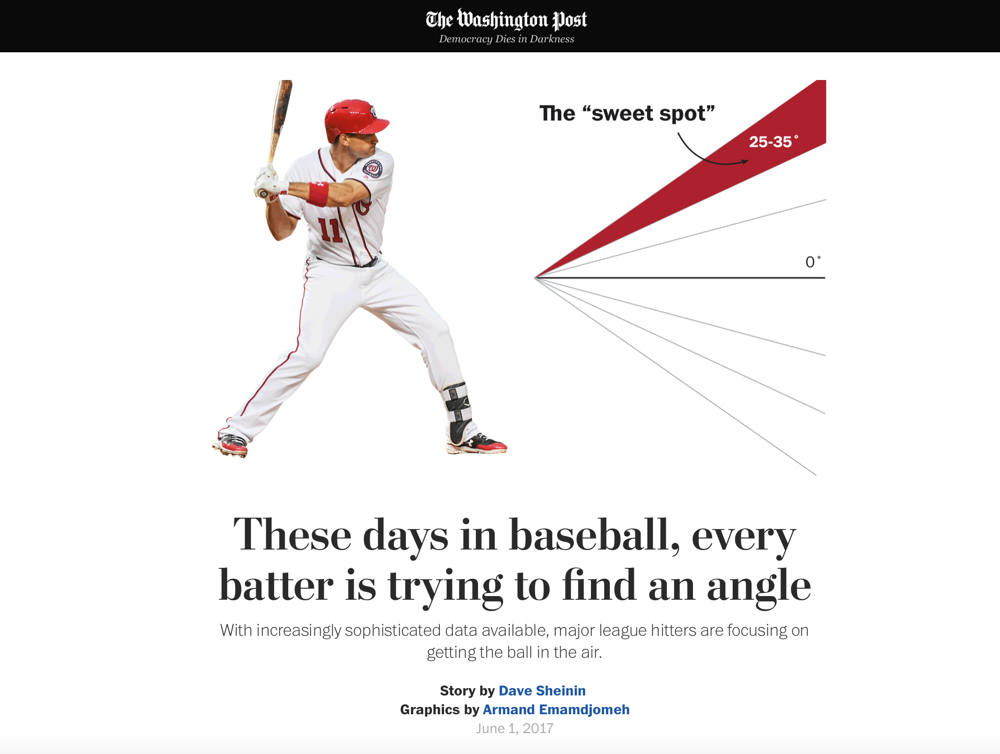 The Washington Post
Democracy Dies in Darkness
The “sweet spot”
25-35°
0°
11
These days in baseball, every
batter is trying to find an angle
With increasingly sophisticated data available, major league hitters are focusing on
getting the ball in the air.
Story by Dave Sheinin
Graphics by Armand Emamdjomeh
June 1, 2017